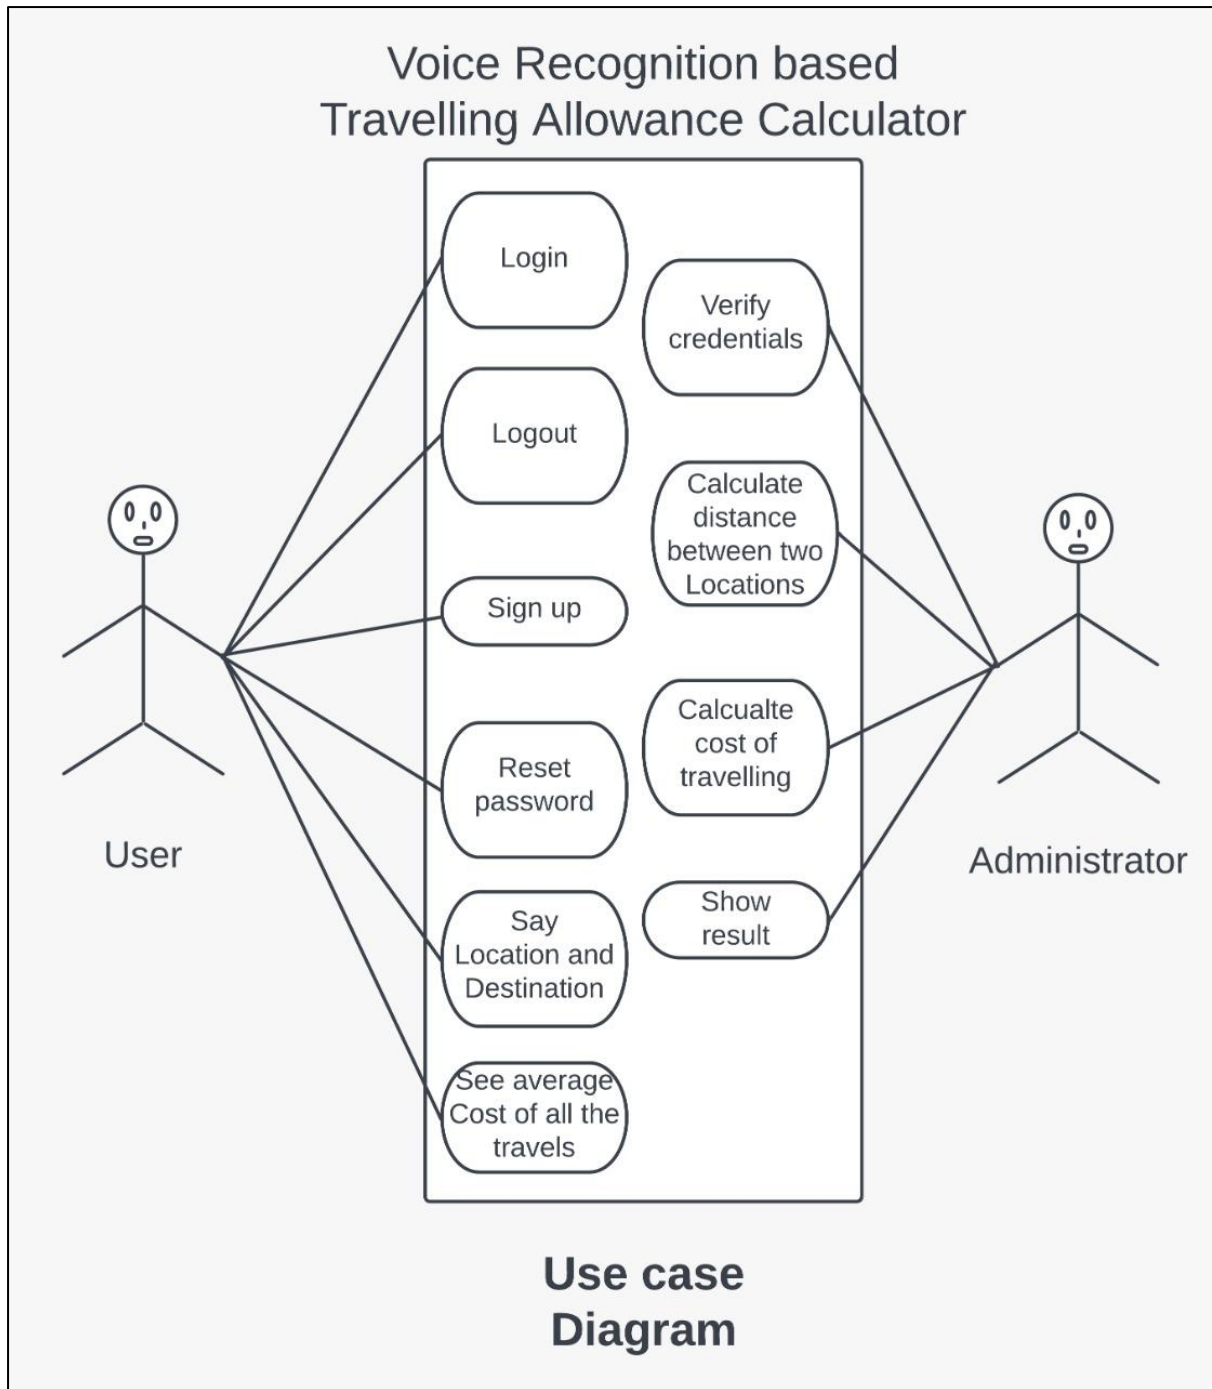 Voice Recognition based
Travelling Allowance Calculator
Login
Logout
Sign up
Reset
password
Say
Location and
Destination
See average
Cost of all the
travels
Verify
credentials
Calculate
distance
between two
Locations
Calcualte
cost of
travelling
Show
result
User
Administrator
Use case
Diagram